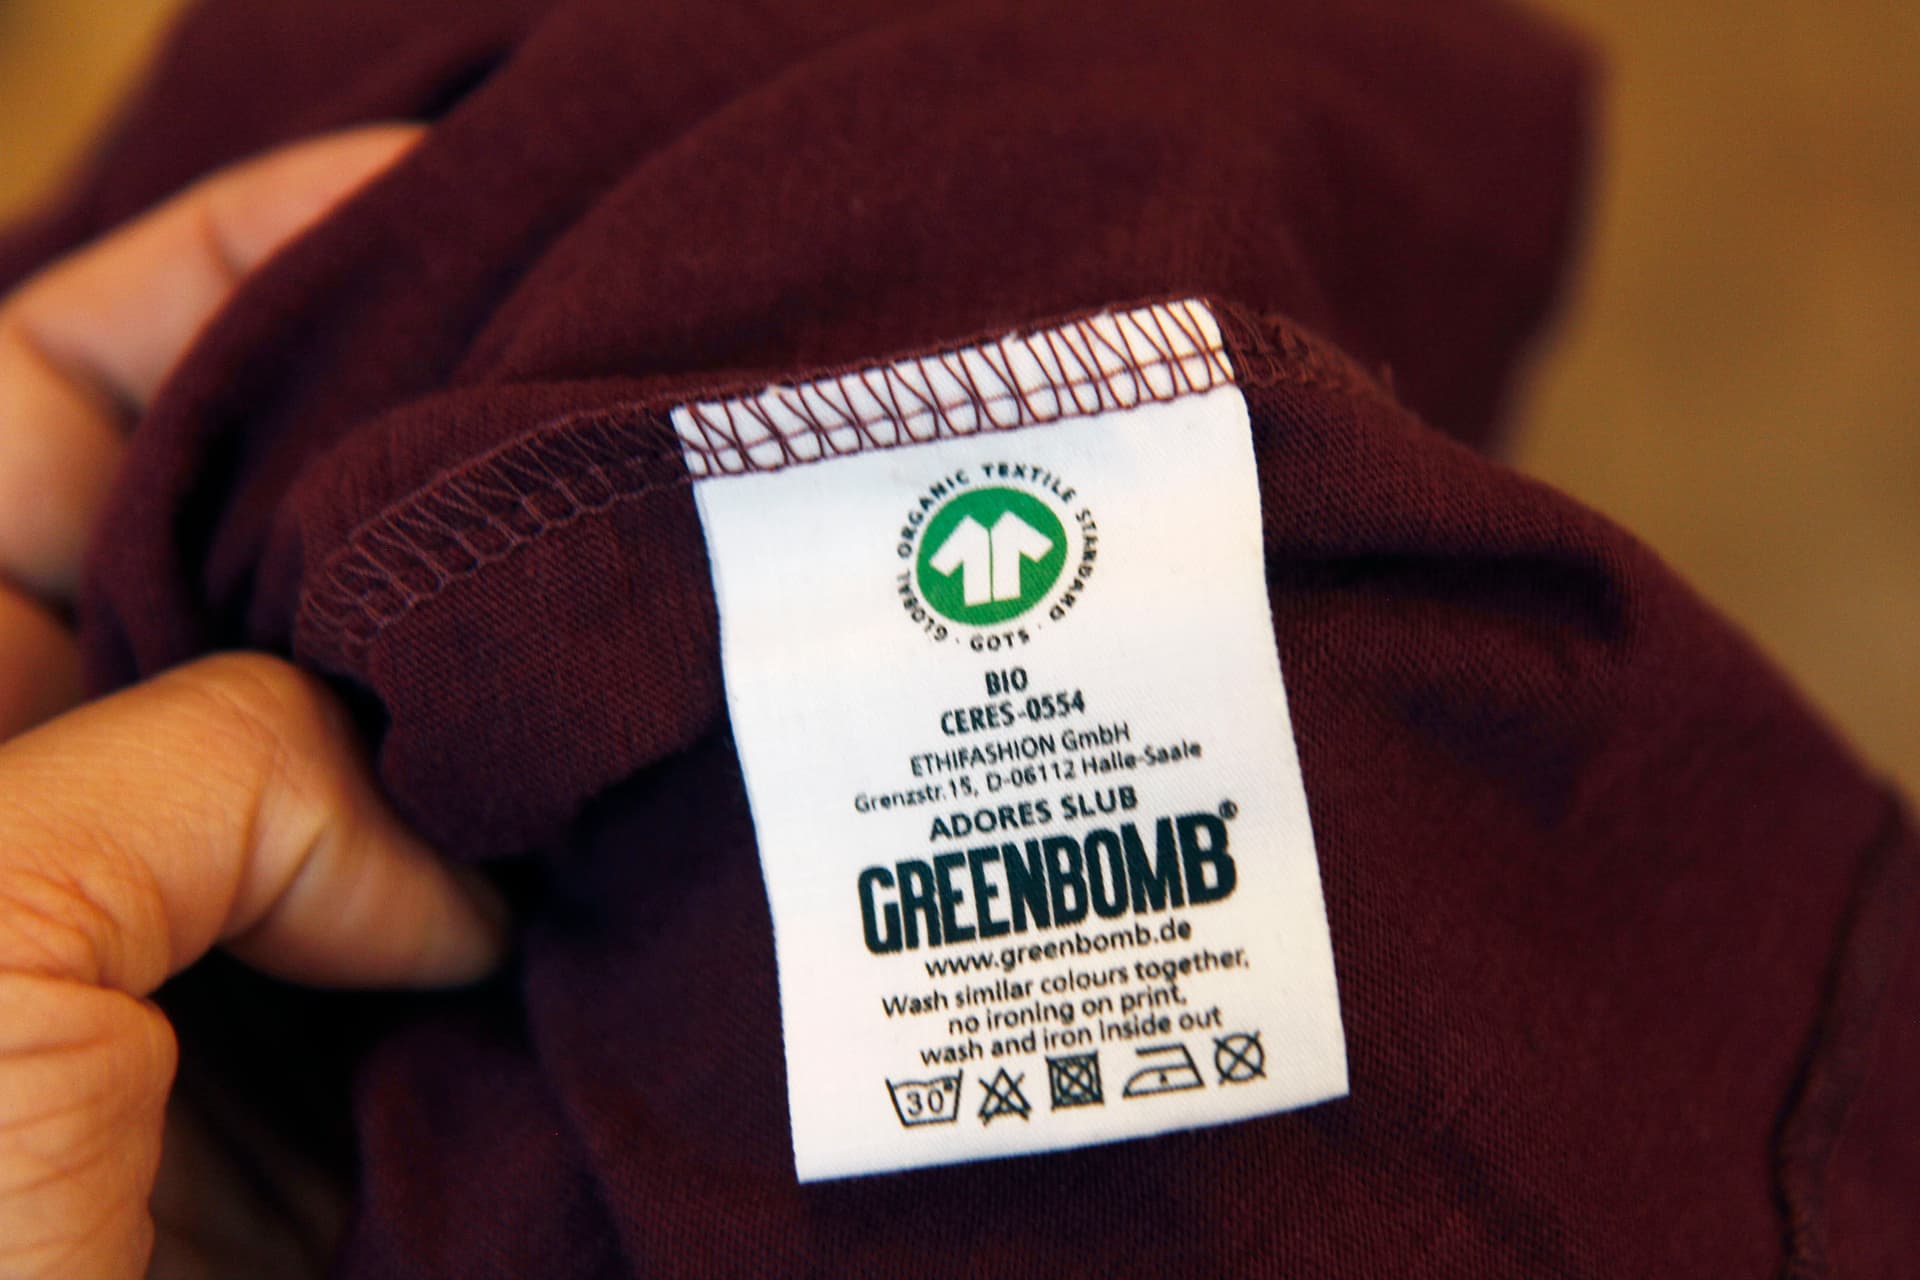 GLOBAL ORGANIC TEXTILE STANDARD · GOTS ·
BIO
CERES-0554
ETHIFASHION GmbH
Grenzstr.15, D-06112 Halle-Saale
ADORES SLUB
GREENBOMB®
www.greenbomb.de
Wash similar colours together,
no ironing on print,
wash and iron inside out
30°